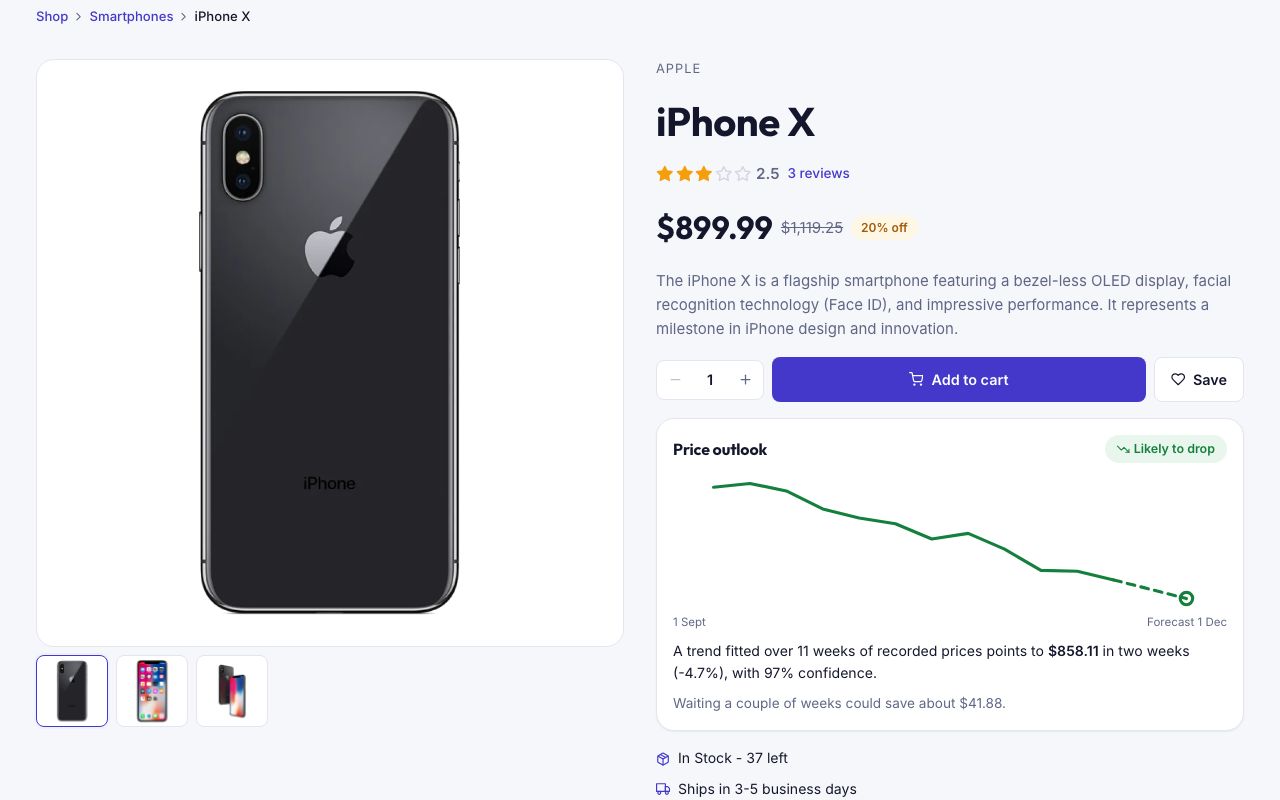 Shop > Smartphones > iPhone X
APPLE
iPhone X
2.5 3 reviews
$899.99 $1,119.25 20% off
The iPhone X is a flagship smartphone featuring a bezel-less OLED display, facial
recognition technology (Face ID), and impressive performance. It represents a
milestone in iPhone design and innovation.
− 1 + Add to cart Save
iPhone
Price outlook Likely to drop
1 Sept Forecast 1 Dec
A trend fitted over 11 weeks of recorded prices points to $858.11 in two weeks
(-4.7%), with 97% confidence.
Waiting a couple of weeks could save about $41.88.
In Stock - 37 left
Ships in 3-5 business days